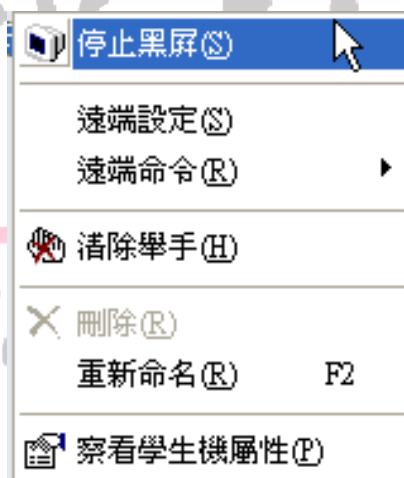 停止黑屏(S)
遠端設定(S)
遠端命令(R)
清除舉手(H)
刪除(R)
重新命名(R) F2
察看學生機屬性(P)